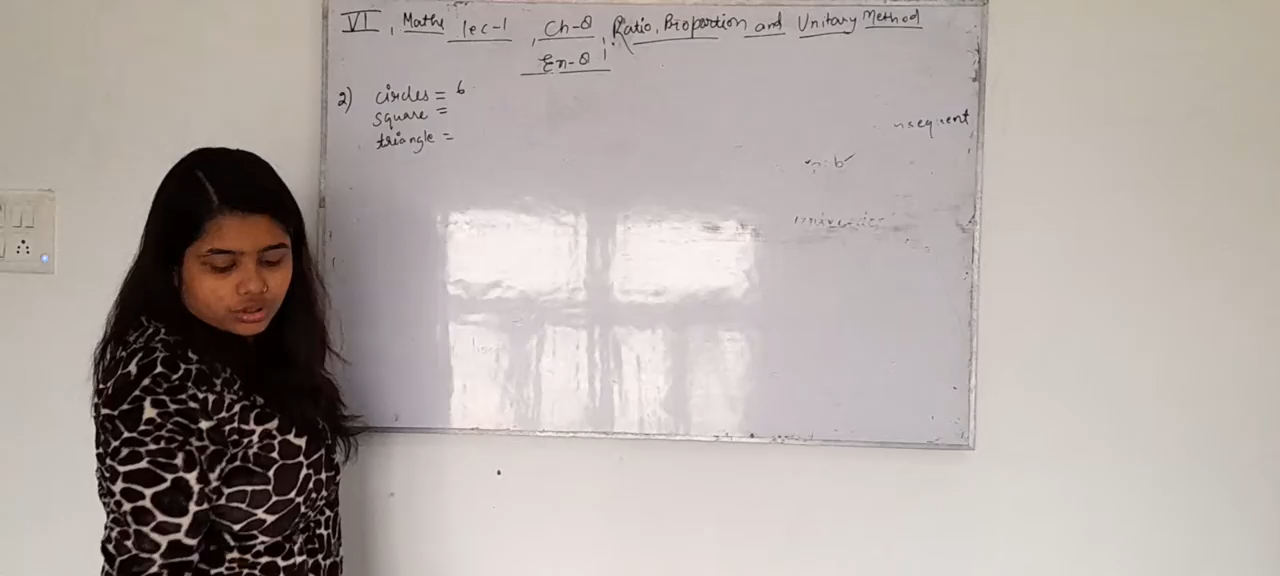 VI, Maths lec-1, Ch-8, Ratio, Proportion and Unitary Method
Ex-8.1
2) circles = 6
square =
triangle =